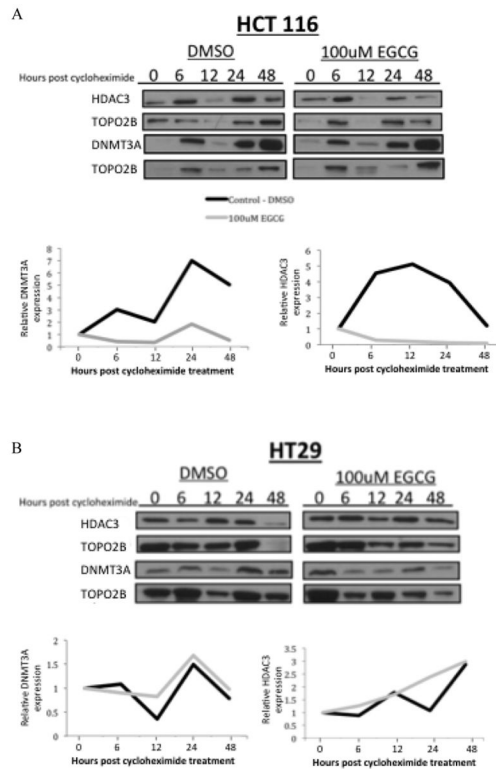 A
HCT 116
DMSO 100uM EGCG
Hours post cycloheximide 0 6 12 24 48 0 6 12 24 48
HDAC3
TOPO2B
DNMT3A
TOPO2B
Control - DMSO
100uM EGCG
Relative DNMT3A expression
8
7
6
5
4
3
2
1
0
0 6 12 24 48
Hours post cycloheximide treatment
Relative HDAC3 expression
6
5
4
3
2
1
0
0 6 12 24 48
Hours post cycloheximide treatment
B
HT29
DMSO 100uM EGCG
Hours post cycloheximide 0 6 12 24 48 0 6 12 24 48
HDAC3
TOPO2B
DNMT3A
TOPO2B
Relative DNMT3A expression
2
1.5
1
0.5
0
0 6 12 24 48
Hours post cycloheximide treatment
Relative HDAC3 expression
3.5
3
2.5
2
1.5
1
0.5
0 6 12 24 48
Hours post cycloheximide treatment